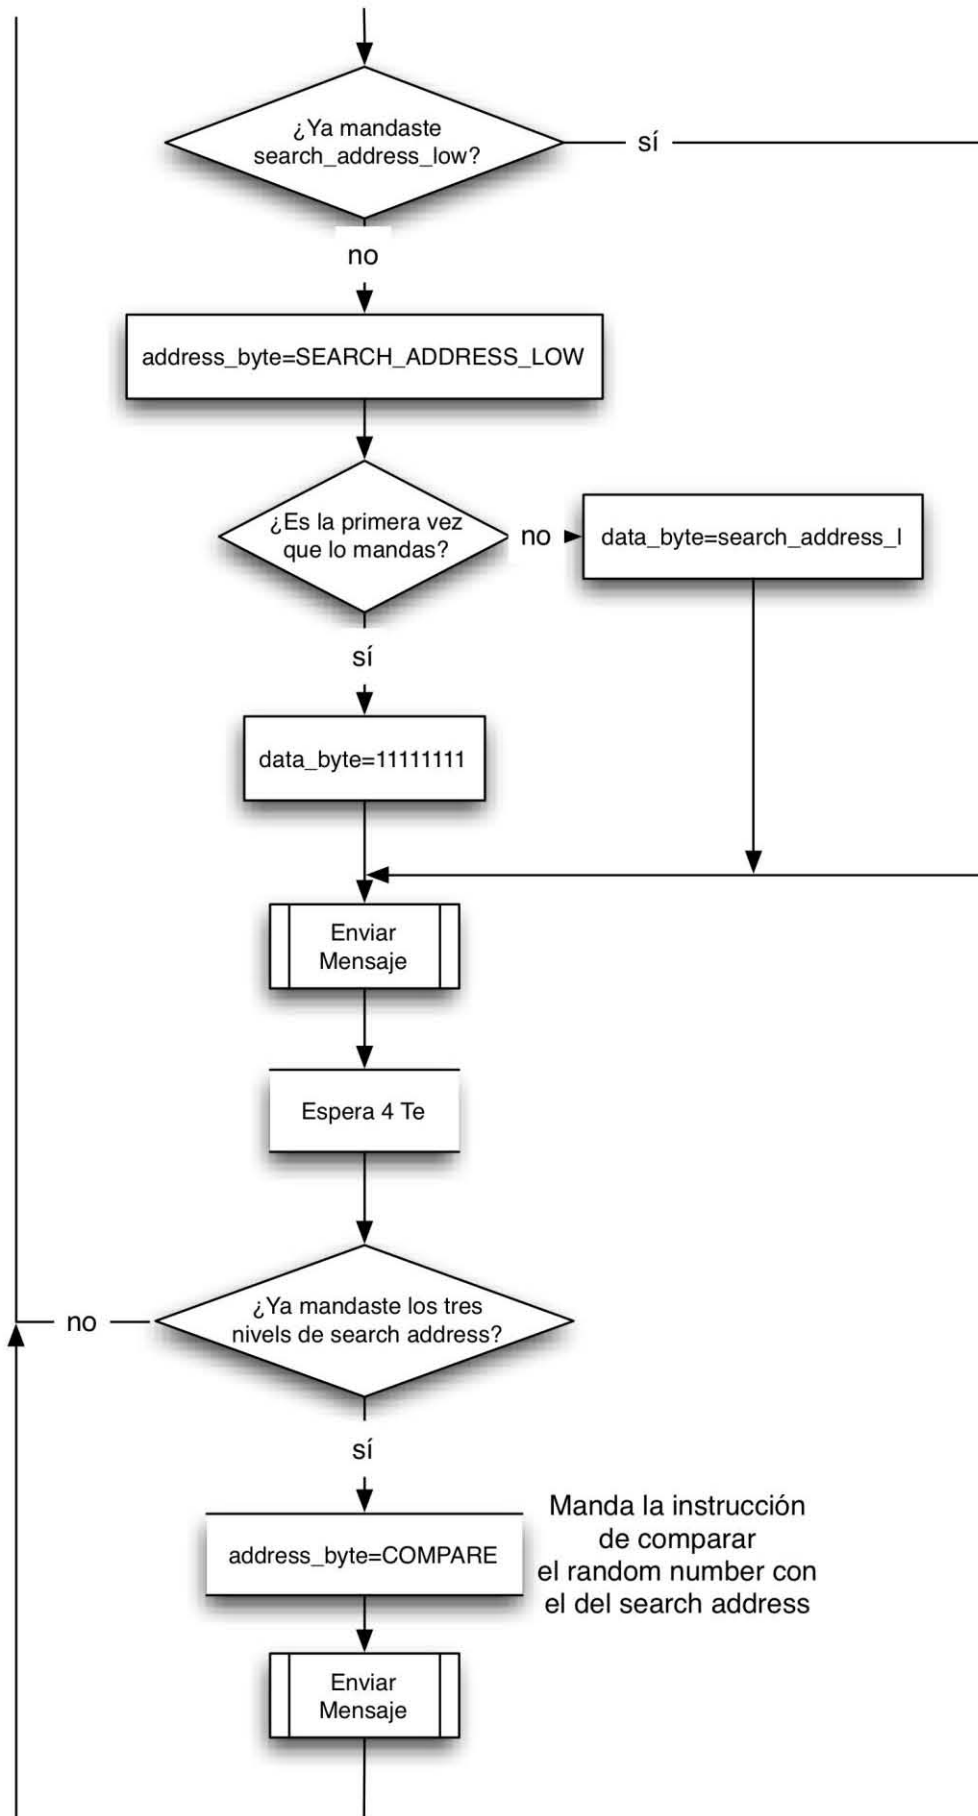 ¿Ya mandaste
search_address_low?
sí
no
address_byte=SEARCH_ADDRESS_LOW
¿Es la primera vez
que lo mandas?
no
data_byte=search_address_l
sí
data_byte=11111111
Enviar
Mensaje
Espera 4 Te
¿Ya mandaste los tres
nivels de search address?
no
sí
address_byte=COMPARE
Manda la instrucción
de comparar
el random number con
el del search address
Enviar
Mensaje